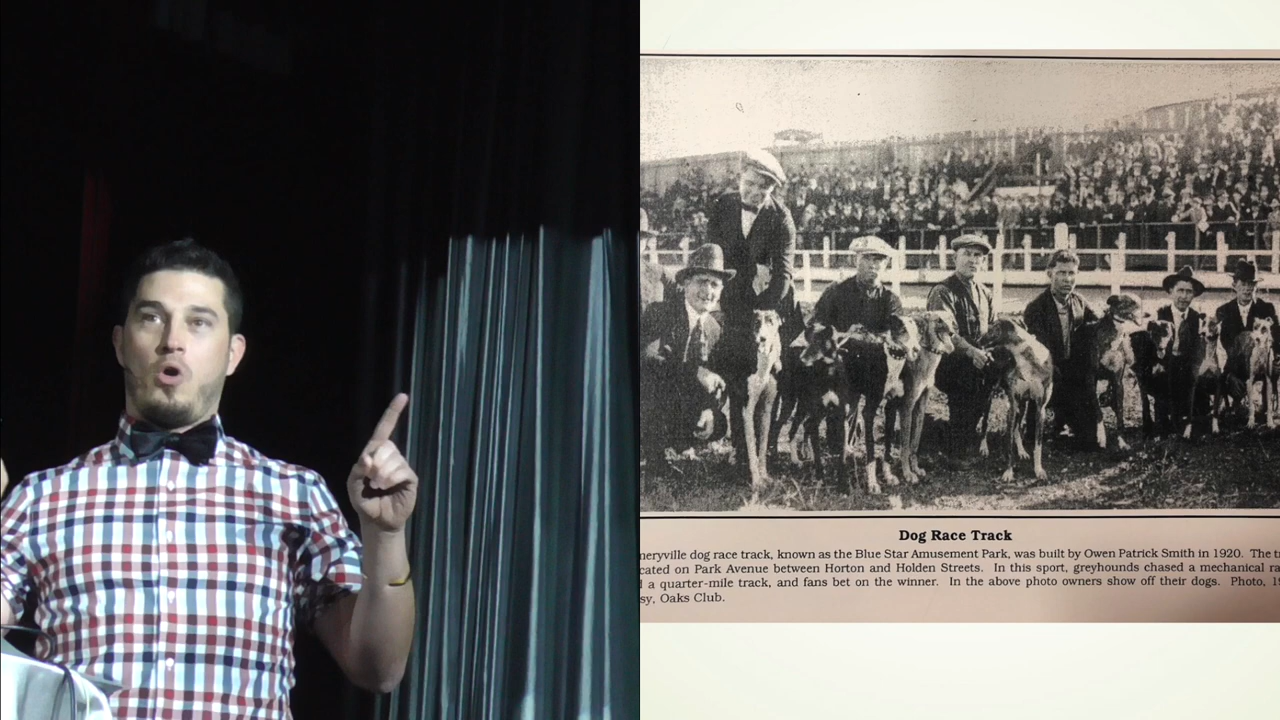 Dog Race Track
meryville dog race track, known as the Blue Star Amusement Park, was built by Owen Patrick Smith in 1920. The
cated on Park Avenue between Horton and Holden Streets. In this sport, greyhounds chased a mechanical
a quarter-mile track, and fans bet on the winner. In the above photo owners show off their dogs. Photo,
sy, Oaks Club.